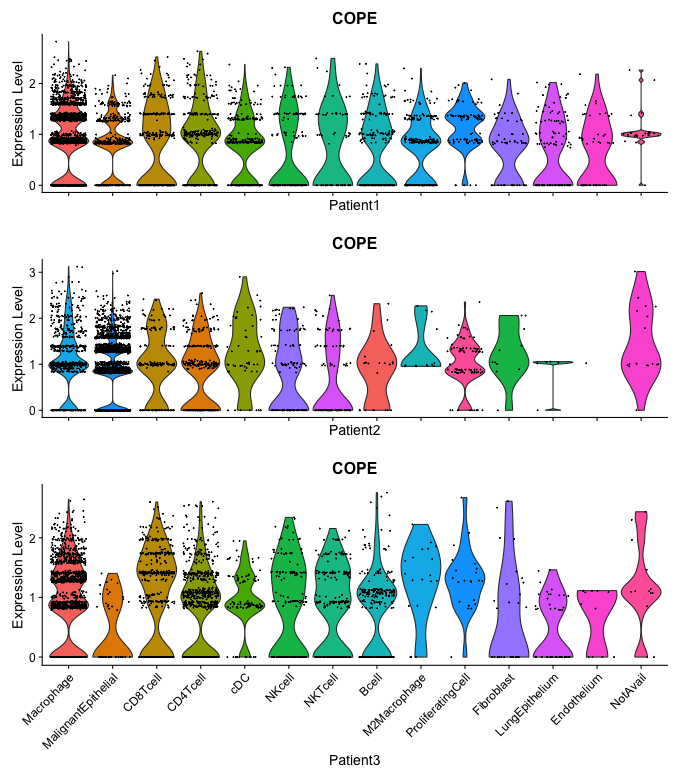 COPE
Expression Level
2
1
0
Patient1
COPE
Expression Level
3
2
1
0
Patient2
COPE
Expression Level
2
1
0
Macrophage
MalignantEpithelial
CD8Tcell
CD4Tcell
cDC
NKcell
NKTcell
Bcell
M2Macrophage
ProliferatingCell
Fibroblast
LungEpithelium
Endothelium
NotAvail
Patient3